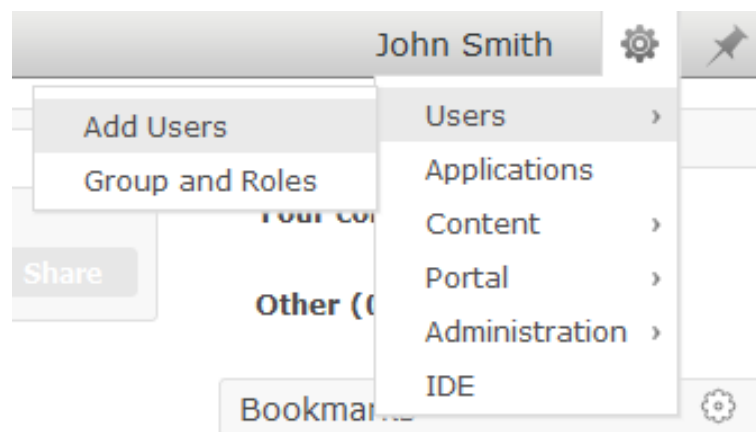 John Smith
Add Users
Group and Roles
Users
Applications
Content
Portal
Administration
IDE
Share
Other (